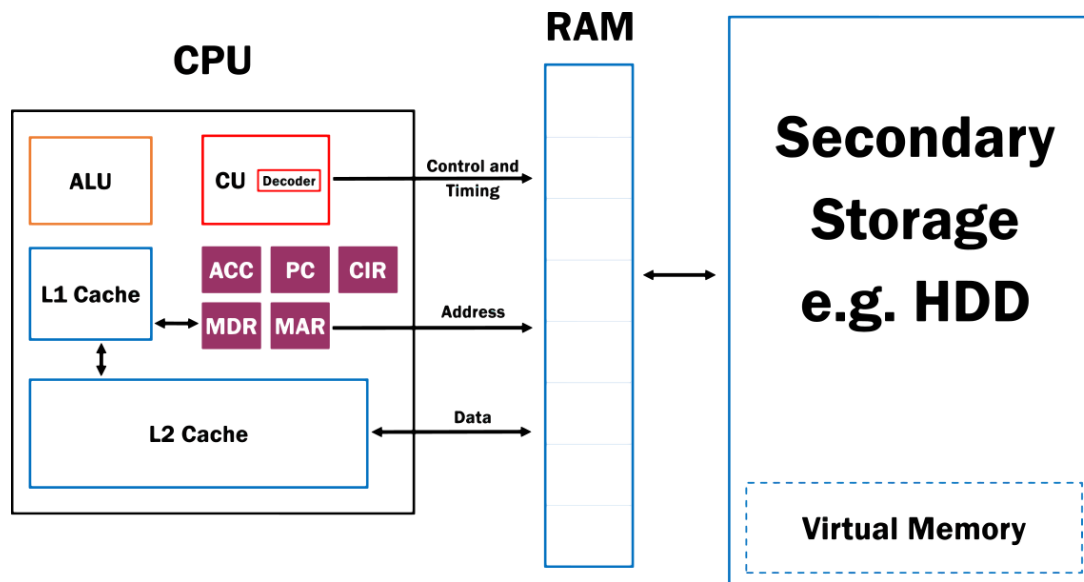 CPU
RAM
ALU
CU
Decoder
Control and
Timing
L1 Cache
ACC
PC
CIR
MDR
MAR
Address
L2 Cache
Data
Secondary
Storage
e.g. HDD
Virtual Memory